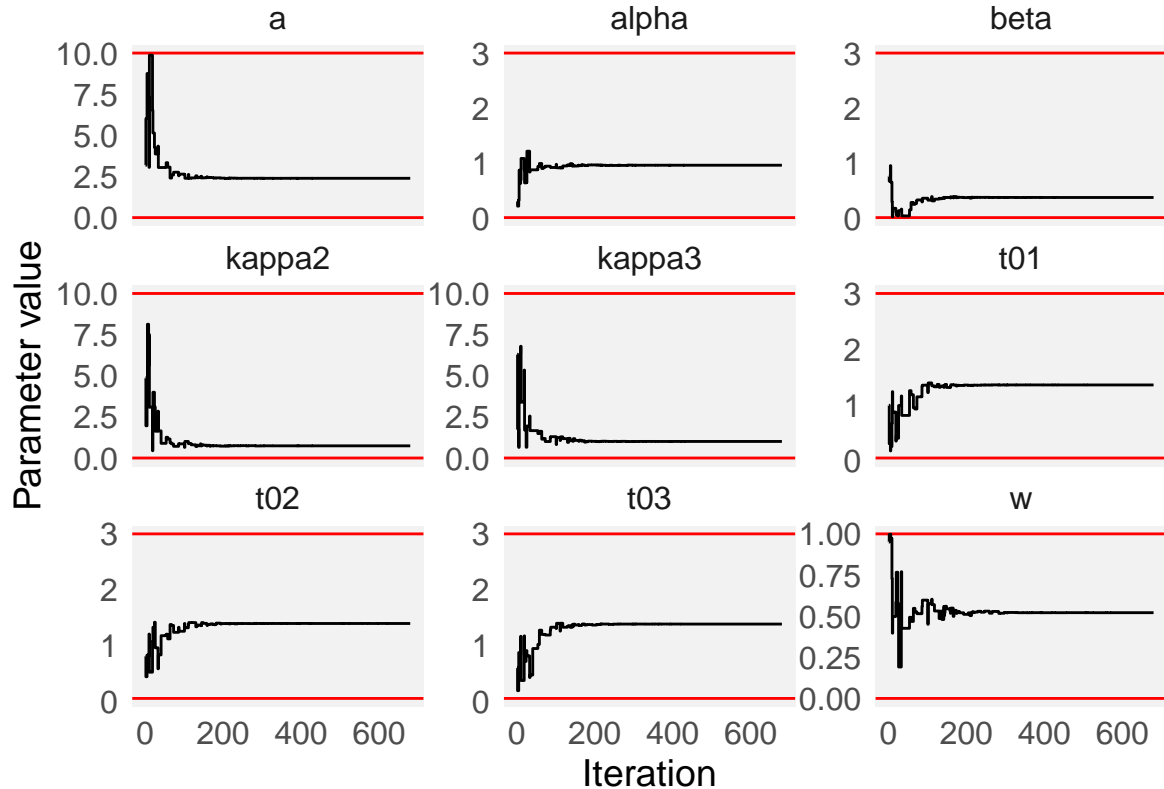 a alpha beta
10.0 3 3
7.5 2 2
5.0 1 1
2.5 0 0
0.0
kappa2 kappa3 t01
10.0 10.0 3
7.5 7.5 2
5.0 5.0 1
2.5 2.5 0
0.0 0.0
t02 t03 w
3 3 1.00
2 2 0.75
1 1 0.50
0 0 0.25
0.00
0 200 400 600 0 200 400 600 0 200 400 600
Parameter value
Iteration